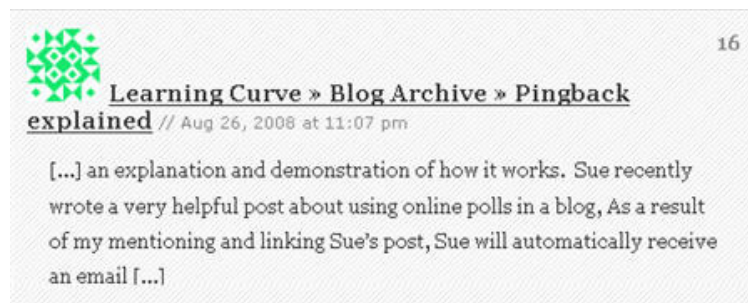 16
Learning Curve » Blog Archive » Pingback
explained // Aug 26, 2008 at 11:07 pm
[...] an explanation and demonstration of how it works. Sue recently
wrote a very helpful post about using online polls in a blog, As a result
of my mentioning and linking Sue's post, Sue will automatically receive
an email [...]